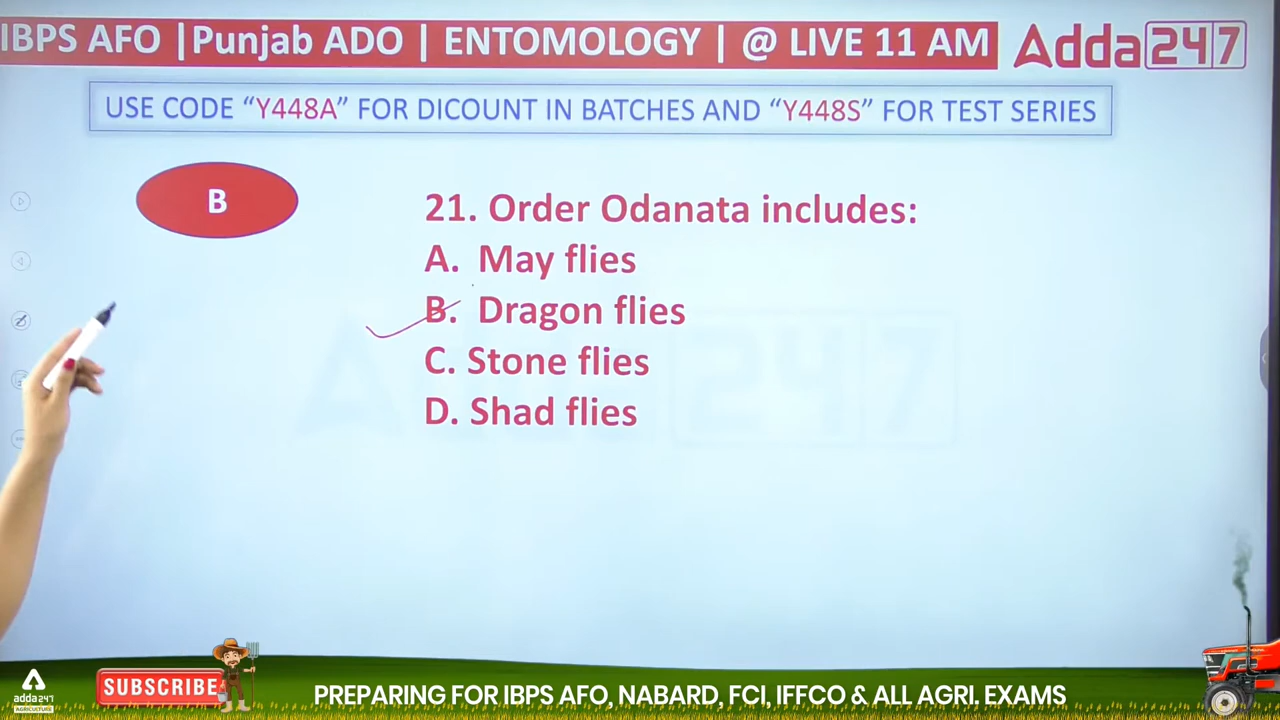 IBPS AFO |Punjab ADO | ENTOMOLOGY | @ LIVE 11 AM
Adda247
USE CODE “Y448A” FOR DICOUNT IN BATCHES AND “Y448S” FOR TEST SERIES
B
21. Order Odanata includes:
A. May flies
B. Dragon flies
C. Stone flies
D. Shad flies
adda247
AGRICULTURE
SUBSCRIBE
PREPARING FOR IBPS AFO, NABARD, FCI, IFFCO & ALL AGRI. EXAMS